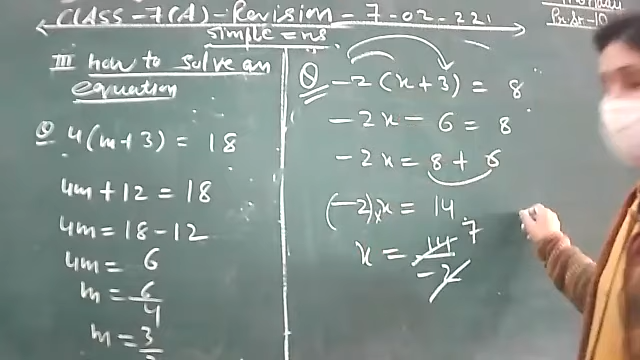 CLASS-7(A)-Revision-7-02-22
simple = ns
III how to solve an
equation
Q 4(m+3) = 18
4m + 12 = 18
4m = 18 - 12
4m = 6
m = 6/4
m = 3/2
Q -2(x+3) = 8
-2x - 6 = 8
-2x = 8 + 6
(-2)x = 14
x = 14/-2
7